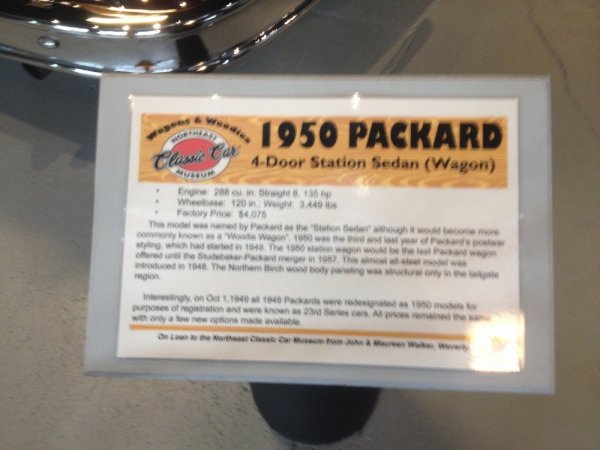 Wagons & Woodies
NORTHEAST
Classic Car
MUSEUM
1950 PACKARD
4-Door Station Sedan (Wagon)
• Engine: 288 cu. in. Straight 8, 135 hp
• Wheelbase: 120 in.; Weight: 3,449 lbs
• Factory Price: $4,075
This model was named by Packard as the "Station Sedan" although it would become more
commonly known as a "Woodie Wagon". 1950 was the third and last year of Packard's postwar
styling, which had started in 1948. The 1950 station wagon would be the last Packard wagon
offered until the Studebaker-Packard merger in 1957. This almost all-steel model was
introduced in 1948. The Northern Birch wood body paneling was structural only in the tailgate
region.
Interestingly, on Oct 1,1949 all 1949 Packards were redesignated as 1950 models for
purposes of registration and were known as 23rd Series cars. All prices remained the same
with only a few new options made available.
On Loan to the Northeast Classic Car Museum from John & Maureen Walker, Waverly,